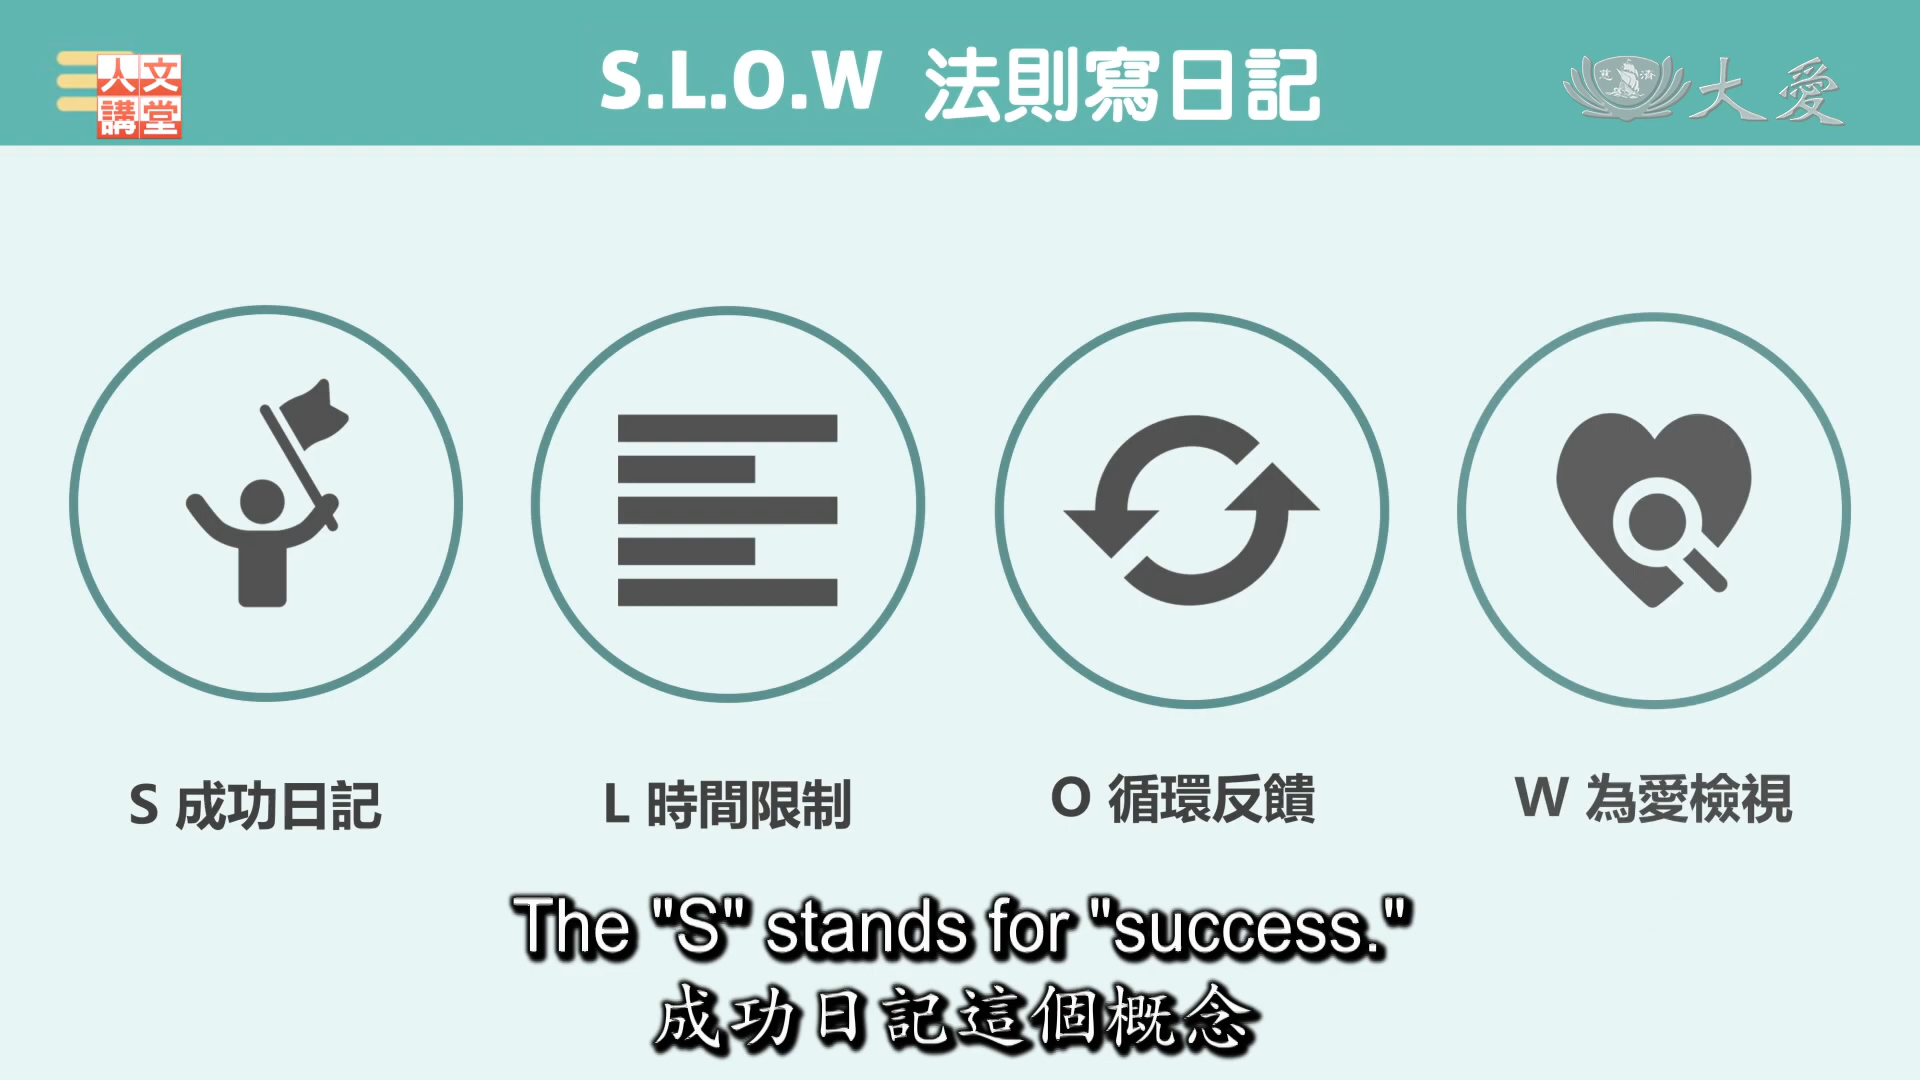 人文
講堂
S.L.O.W 法則寫日記
慈濟
大愛
S 成功日記
L 時間限制
O 循環反饋
W 為愛檢視
The "S" stands for "success."
成功日記這個概念